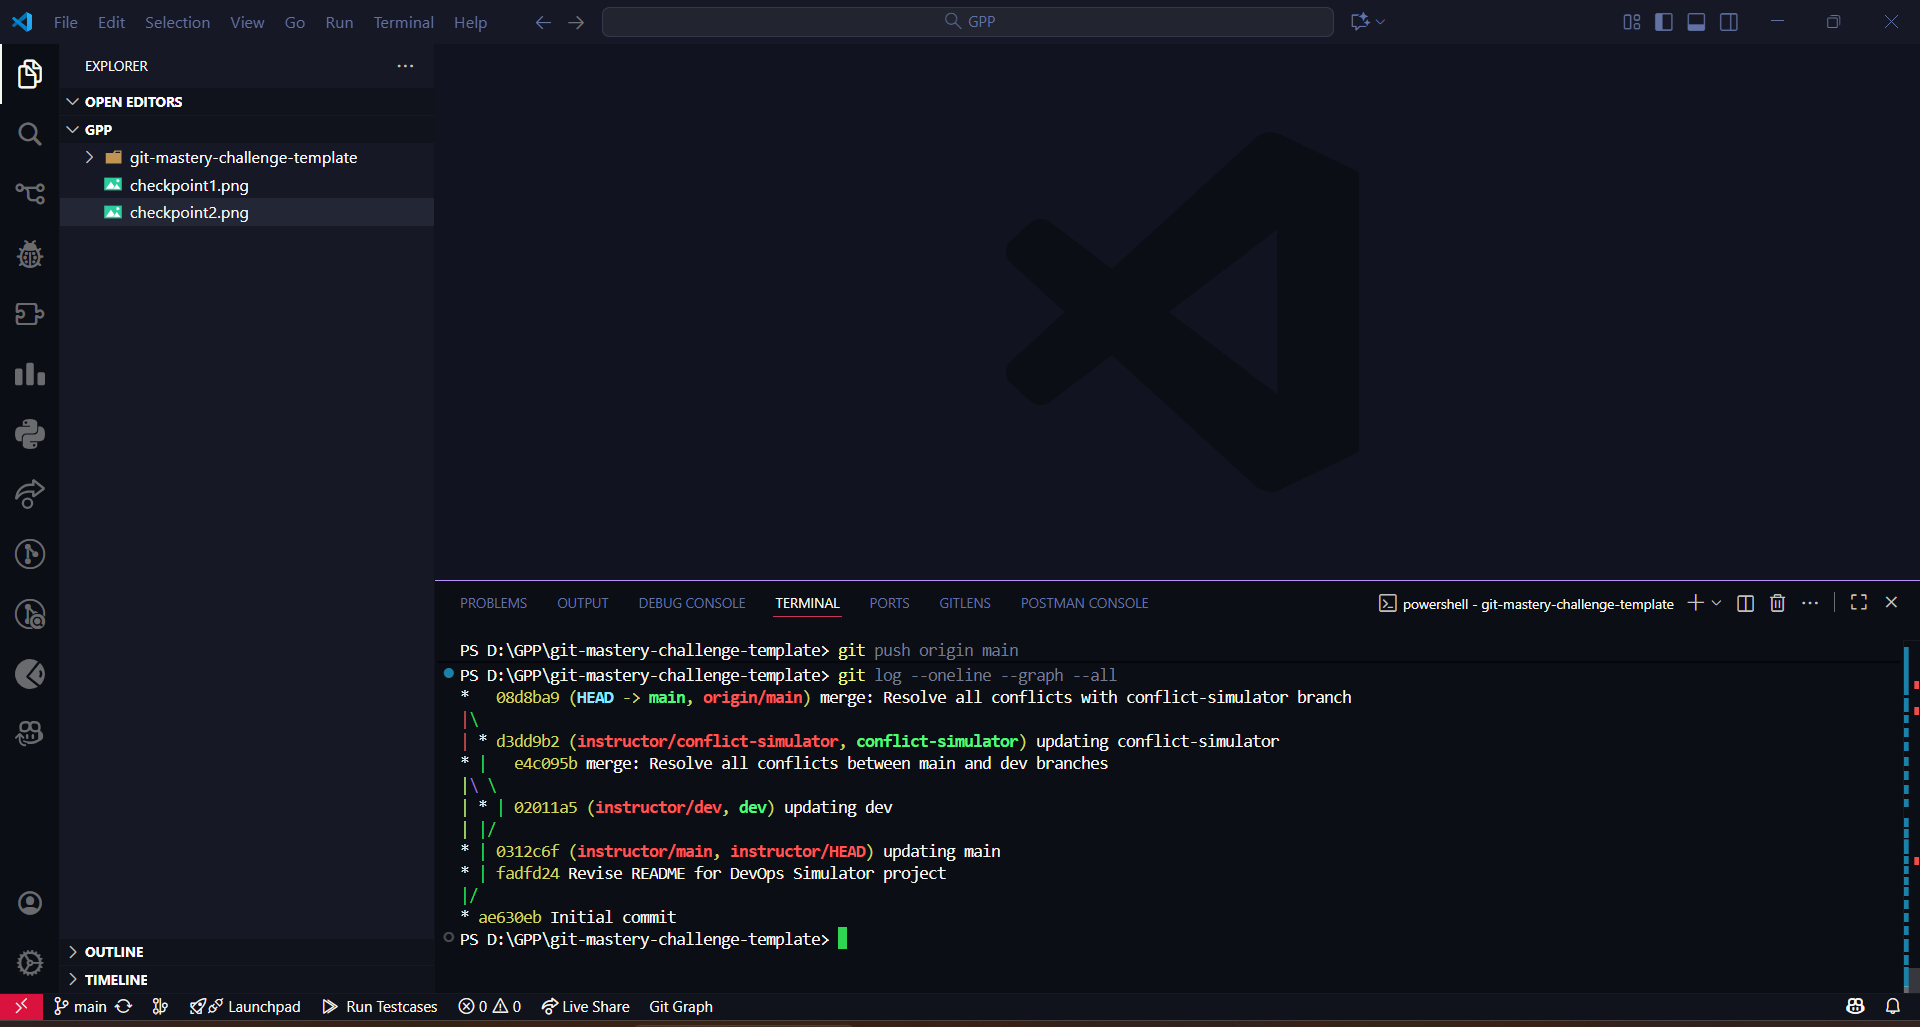 File Edit Selection View Go Run Terminal Help
GPP
EXPLORER
OPEN EDITORS
GPP
git-mastery-challenge-template
checkpoint1.png
checkpoint2.png
OUTLINE
TIMELINE
PROBLEMS OUTPUT DEBUG CONSOLE TERMINAL PORTS GITLENS POSTMAN CONSOLE
powershell - git-mastery-challenge-template
PS D:\GPP\git-mastery-challenge-template> git push origin main
PS D:\GPP\git-mastery-challenge-template> git log --oneline --graph --all
*   08d8ba9 (HEAD -> main, origin/main) merge: Resolve all conflicts with conflict-simulator branch
|\
| * d3dd9b2 (instructor/conflict-simulator, conflict-simulator) updating conflict-simulator
* |   e4c095b merge: Resolve all conflicts between main and dev branches
|\ \
| * | 02011a5 (instructor/dev, dev) updating dev
| |/
* | 0312c6f (instructor/main, instructor/HEAD) updating main
* | fadfd24 Revise README for DevOps Simulator project
|/
* ae630eb Initial commit
PS D:\GPP\git-mastery-challenge-template>
main Launchpad Run Testcases 0 0 Live Share Git Graph